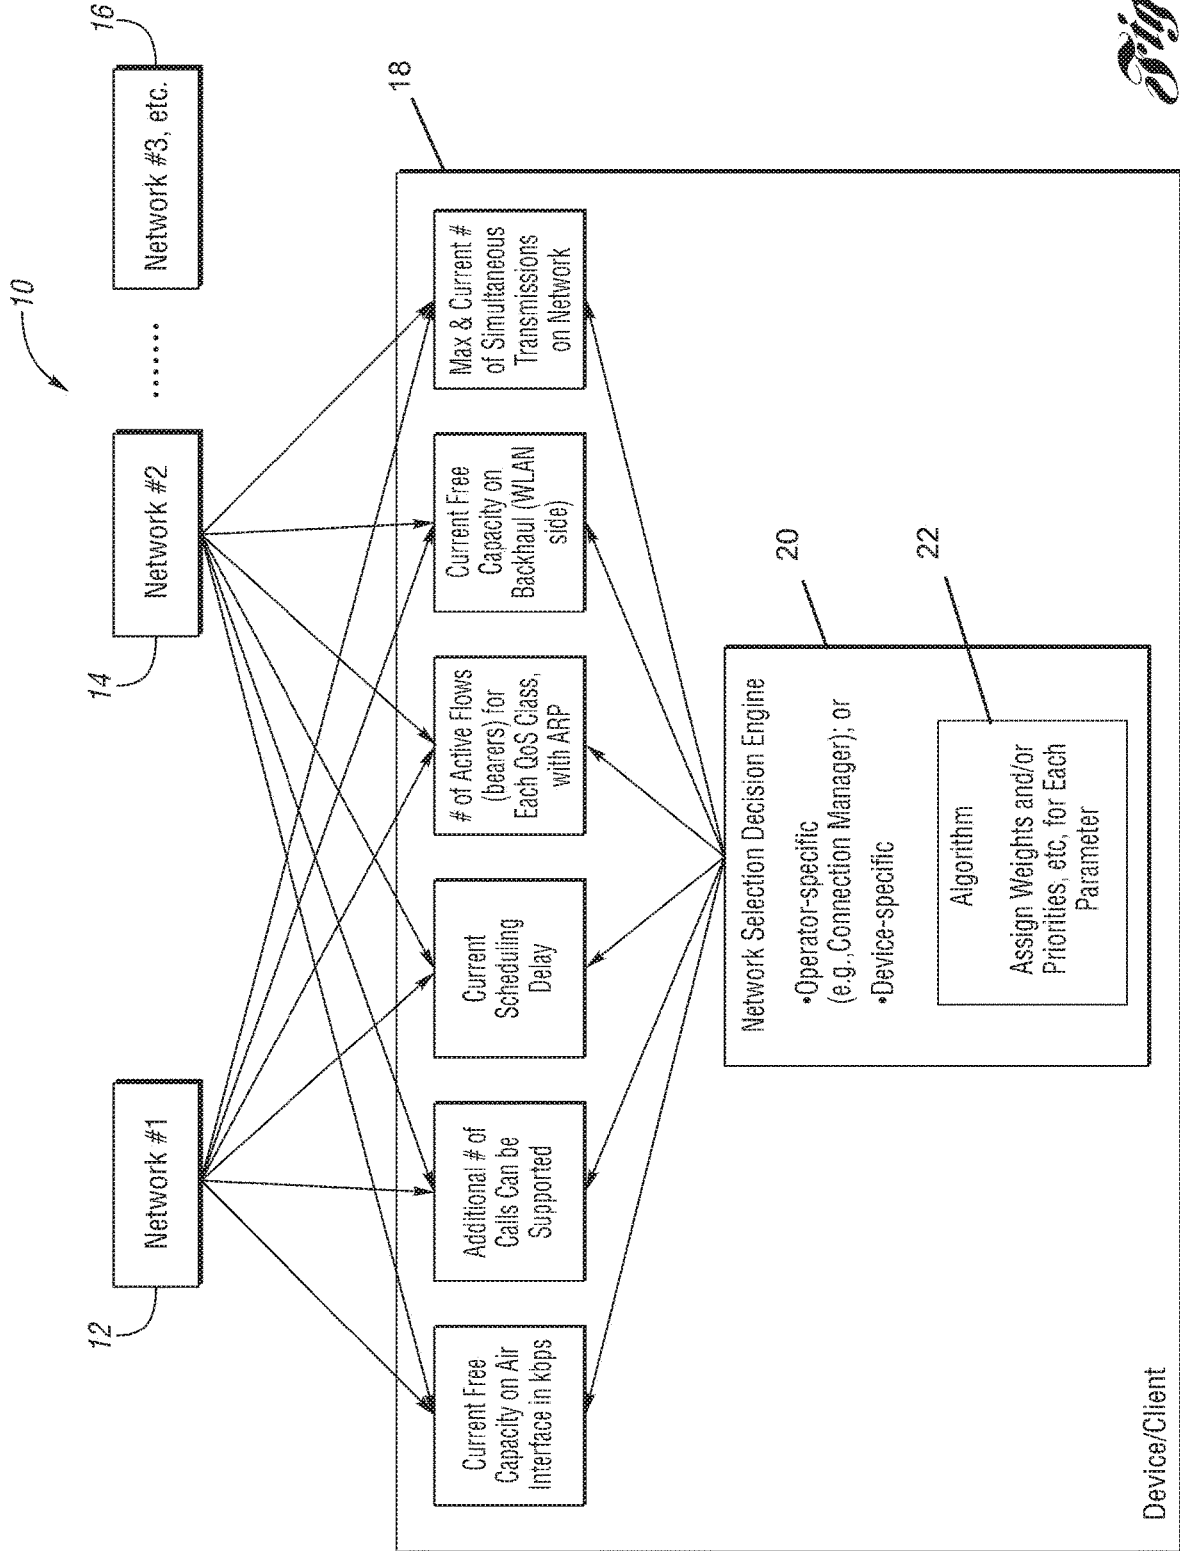 10
12
Network #1
14
Network #2
.......
Network #3, etc.
16
18
Current Free
Capacity on Air
Interface in kbps
Additional # of
Calls Can be
Supported
Current
Scheduling
Delay
# of Active Flows
(bearers) for
Each QoS Class,
with ARP
Current Free
Capacity on
Backhaul (WLAN
side)
Max & Current #
of Simultaneous
Transmissions
on Network
20
Network Selection Decision Engine
•Operator-specific
(e.g.,Connection Manager); or
•Device-specific
22
Algorithm
Assign Weights and/or
Priorities, etc, for Each
Parameter
Device/Client
Fig